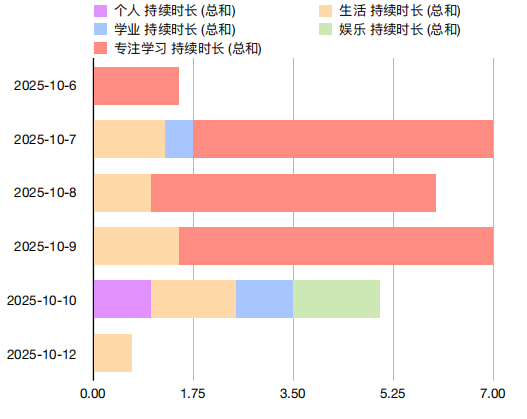 个人 持续时长 (总和)
生活 持续时长 (总和)
学业 持续时长 (总和)
娱乐 持续时长 (总和)
专注学习 持续时长 (总和)
2025-10-6
2025-10-7
2025-10-8
2025-10-9
2025-10-10
2025-10-12
0.00 1.75 3.50 5.25 7.00